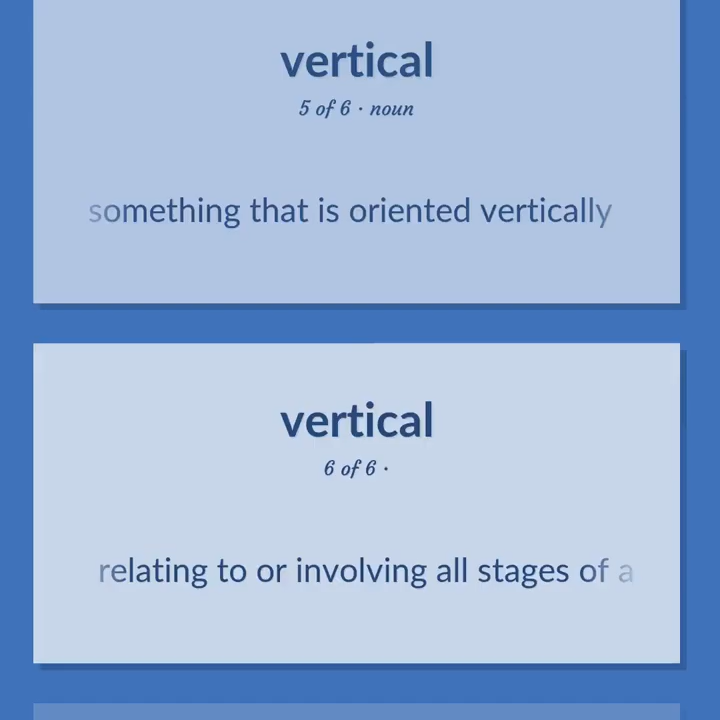 vertical
5 of 6 · noun
something that is oriented vertically
vertical
6 of 6 ·
relating to or involving all stages of a